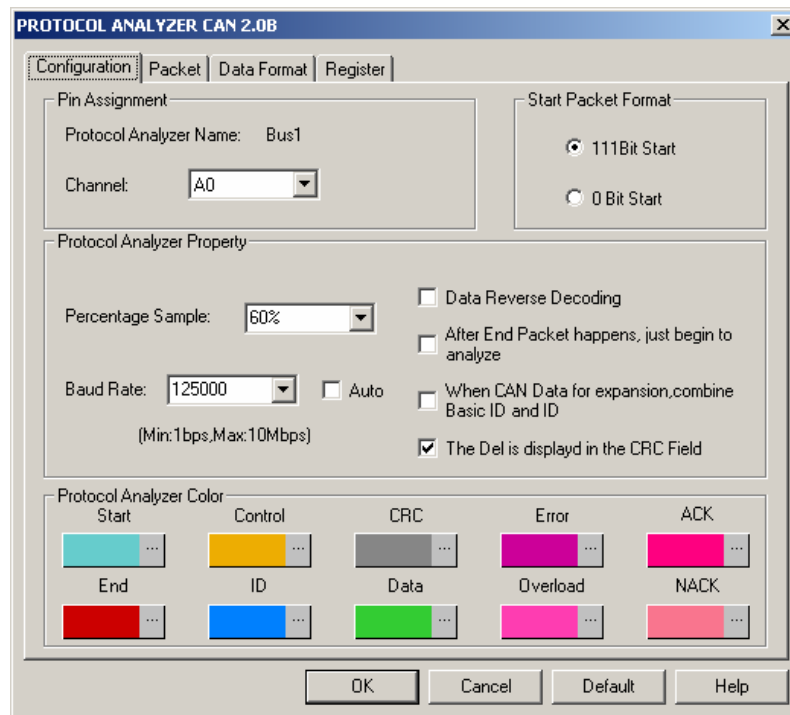 PROTOCOL ANALYZER CAN 2.0B
Configuration Packet Data Format Register
Pin Assignment
Protocol Analyzer Name: Bus1
Channel: A0
Start Packet Format
111Bit Start
0 Bit Start
Protocol Analyzer Property
Percentage Sample: 60%
Baud Rate: 125000 Auto
(Min:1bps,Max:10Mbps)
Data Reverse Decoding
After End Packet happens, just begin to
analyze
When CAN Data for expansion,combine
Basic ID and ID
The Del is displayd in the CRC Field
Protocol Analyzer Color
Start Control CRC Error ACK
... ... ... ... ...
End ID Data Overload NACK
... ... ... ... ...
OK Cancel Default Help